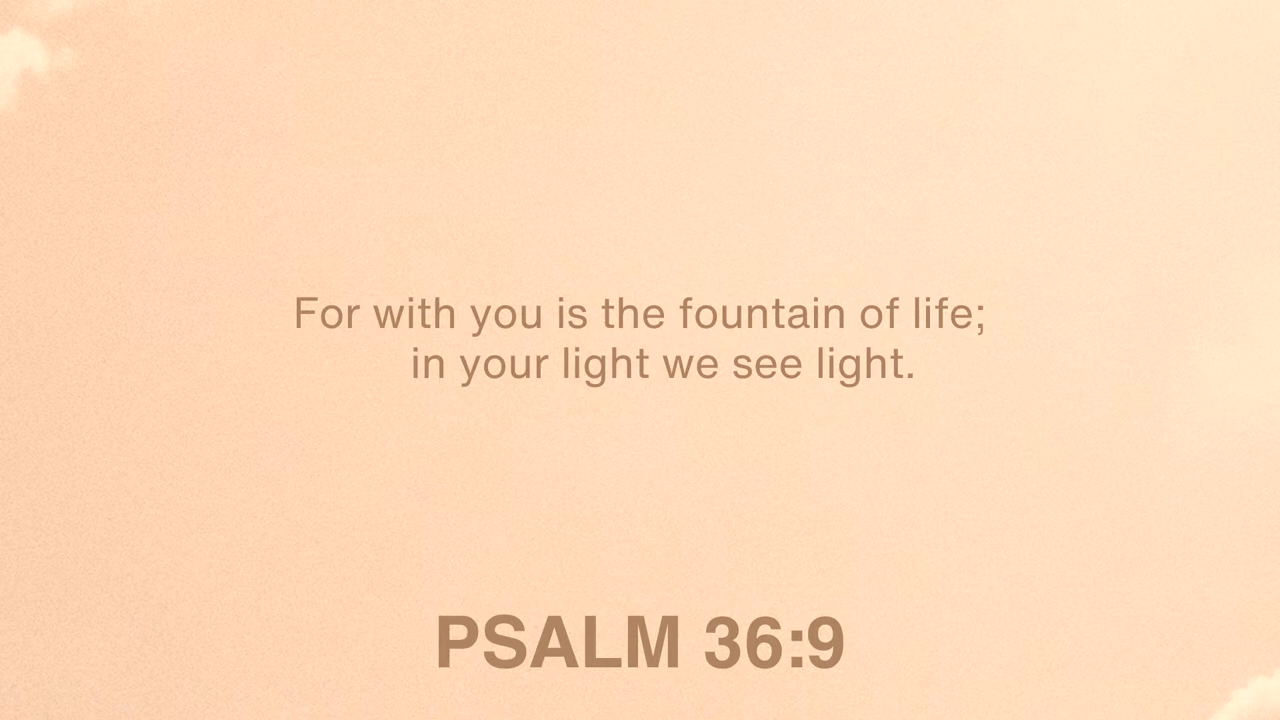 For with you is the fountain of life;
in your light we see light.
PSALM 36:9